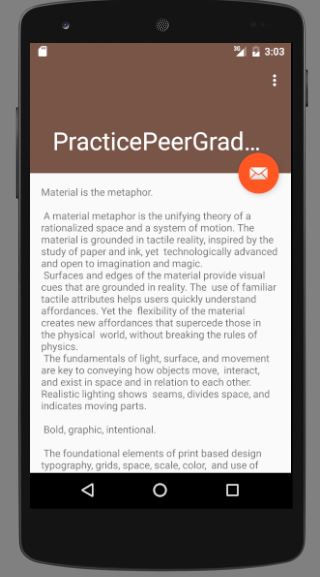 3G 3:03
PracticePeerGrad...
Material is the metaphor.
A material metaphor is the unifying theory of a
rationalized space and a system of motion. The
material is grounded in tactile reality, inspired by the
study of paper and ink, yet technologically advanced
and open to imagination and magic.
Surfaces and edges of the material provide visual
cues that are grounded in reality. The use of familiar
tactile attributes helps users quickly understand
affordances. Yet the flexibility of the material
creates new affordances that supercede those in
the physical world, without breaking the rules of
physics.
The fundamentals of light, surface, and movement
are key to conveying how objects move, interact,
and exist in space and in relation to each other.
Realistic lighting shows seams, divides space, and
indicates moving parts.
Bold, graphic, intentional.
The foundational elements of print based design
typography, grids, space, scale, color, and use of